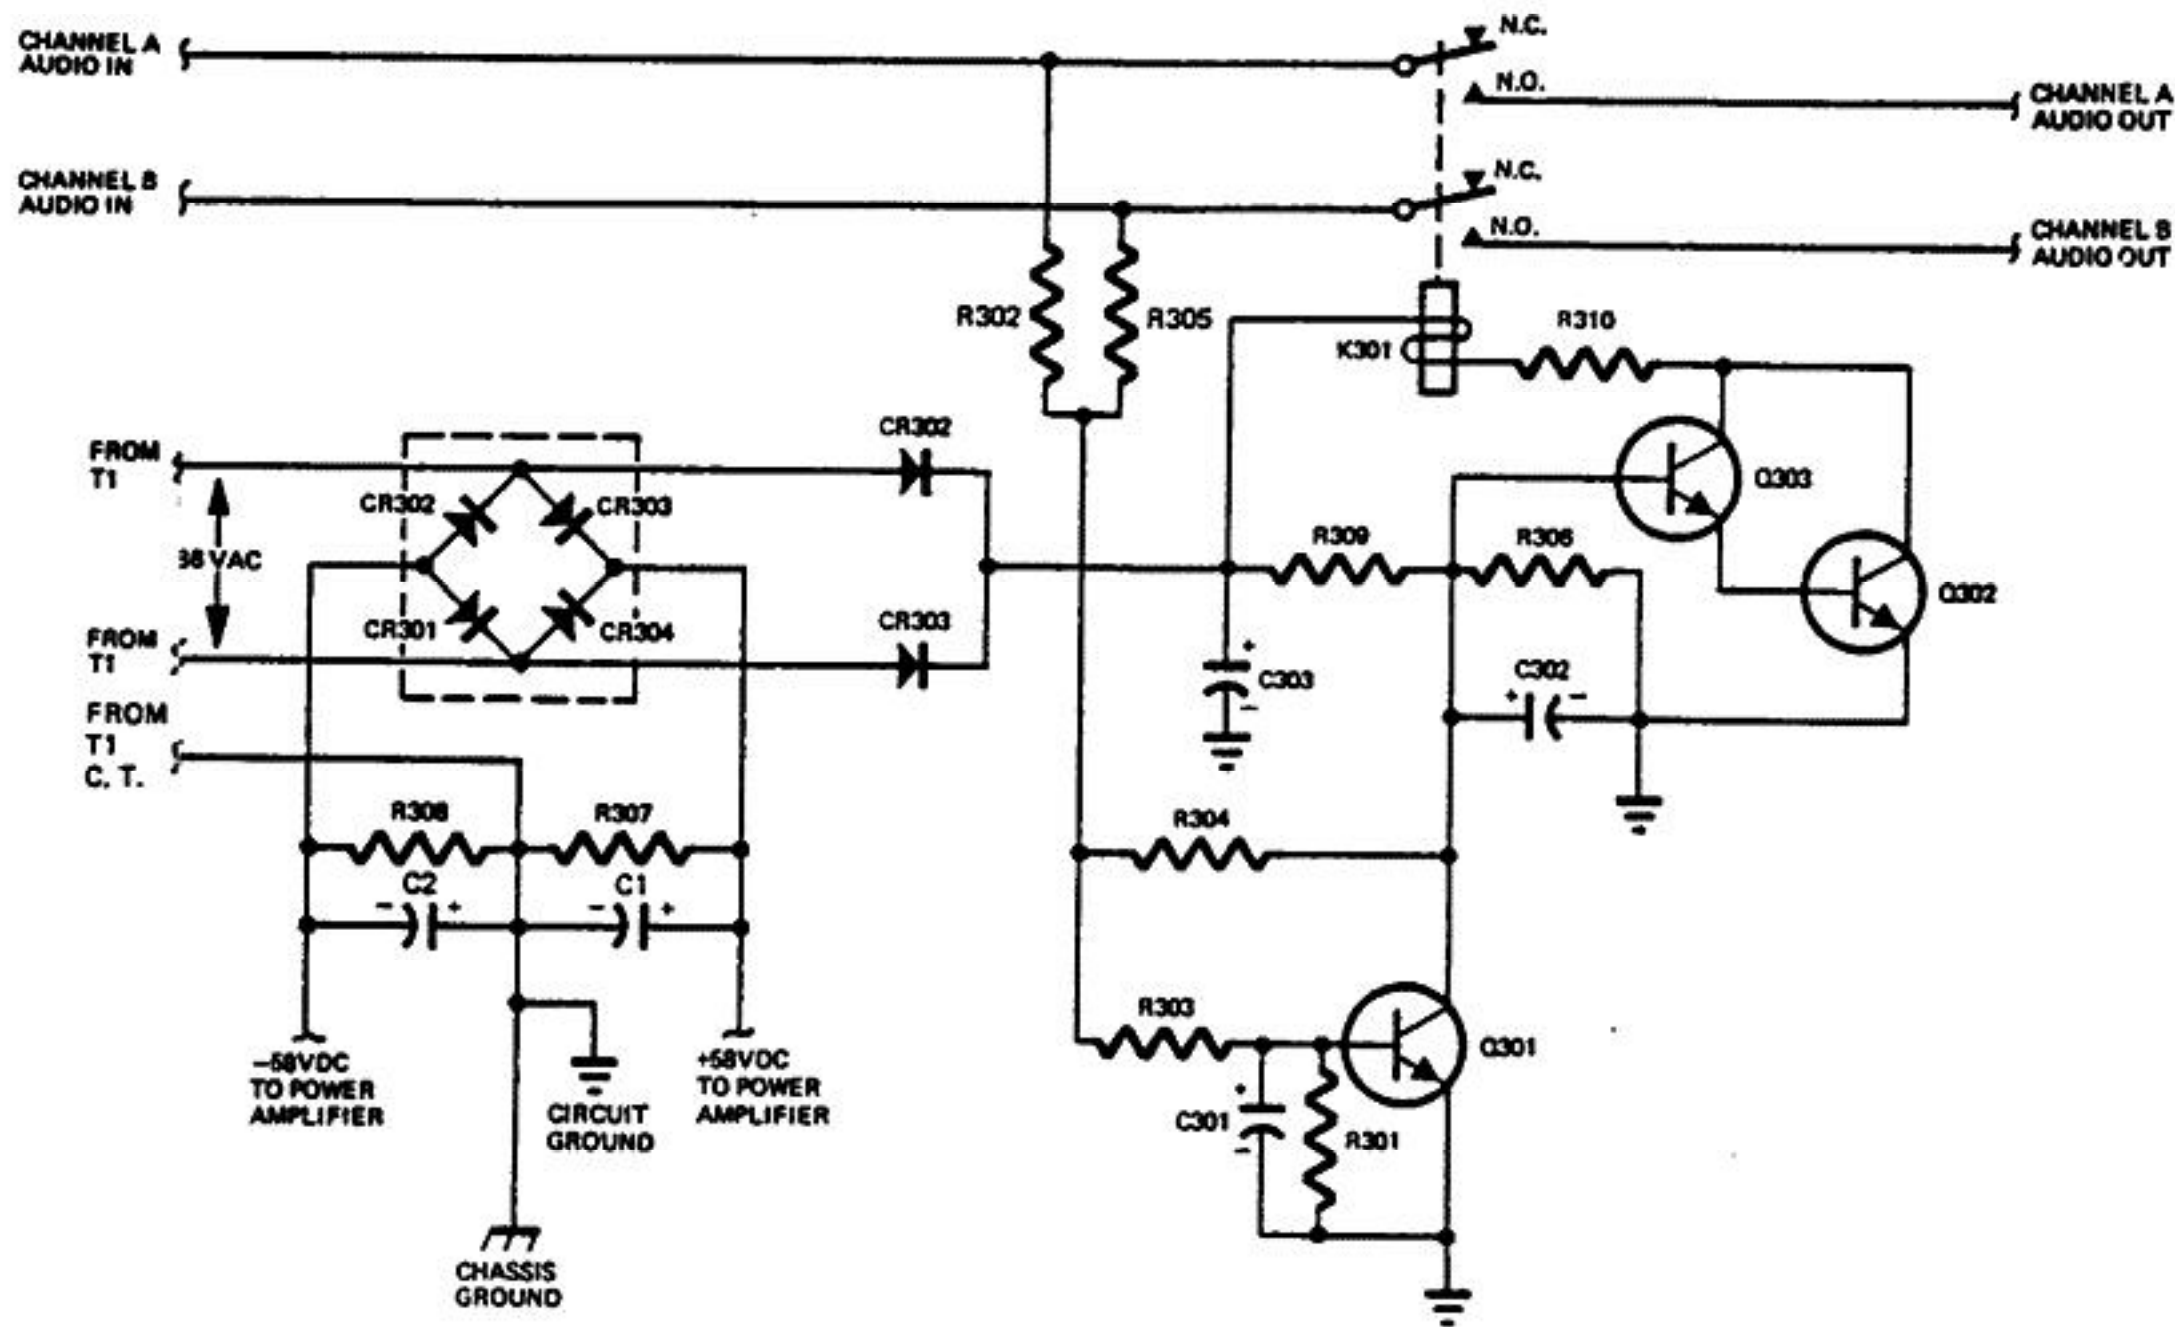 CHANNEL A
AUDIO IN
N.C.
N.O.
CHANNEL A
AUDIO OUT
CHANNEL B
AUDIO IN
N.C.
N.O.
CHANNEL B
AUDIO OUT
R302
R305
K301
R310
FROM
T1
CR302
CR303
CR302
Q303
VAC
R309
R306
Q302
FROM
T1
CR301
CR304
CR303
C302
+ −
+
C303
−
FROM
T1
C. T.
R308
R307
R304
C2
− +
C1
− +
R303
Q301
−58VDC
TO POWER
AMPLIFIER
CIRCUIT
GROUND
+58VDC
TO POWER
AMPLIFIER
+
C301
−
R301
CHASSIS
GROUND